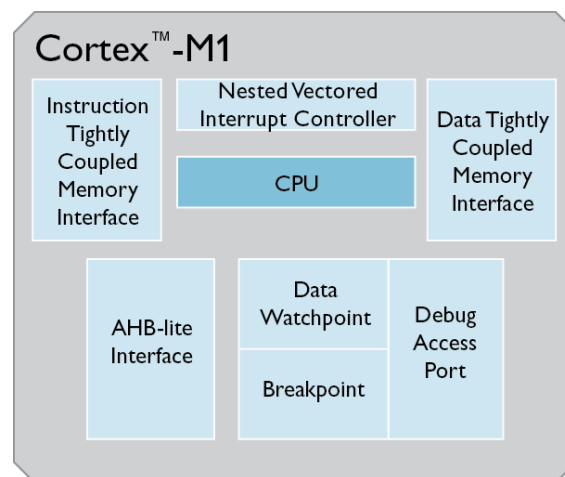 Cortex™-M1
Instruction
Tightly
Coupled
Memory
Interface
Nested Vectored
Interrupt Controller
CPU
Data Tightly
Coupled
Memory
Interface
AHB-lite
Interface
Data
Watchpoint
Breakpoint
Debug
Access
Port